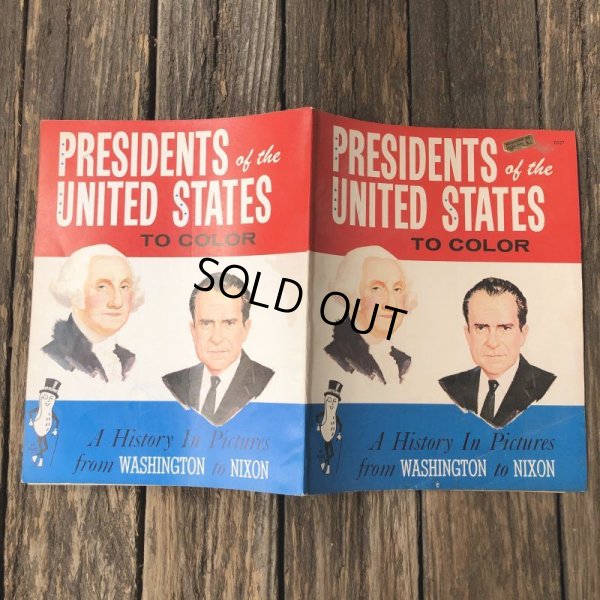 PRESIDENTS of the
UNITED STATES
TO COLOR
A History In Pictures
from WASHINGTON to NIXON
PRESIDENTS of the
UNITED STATES
TO COLOR
A History In Pictures
from WASHINGTON to NIXON
SOLD OUT